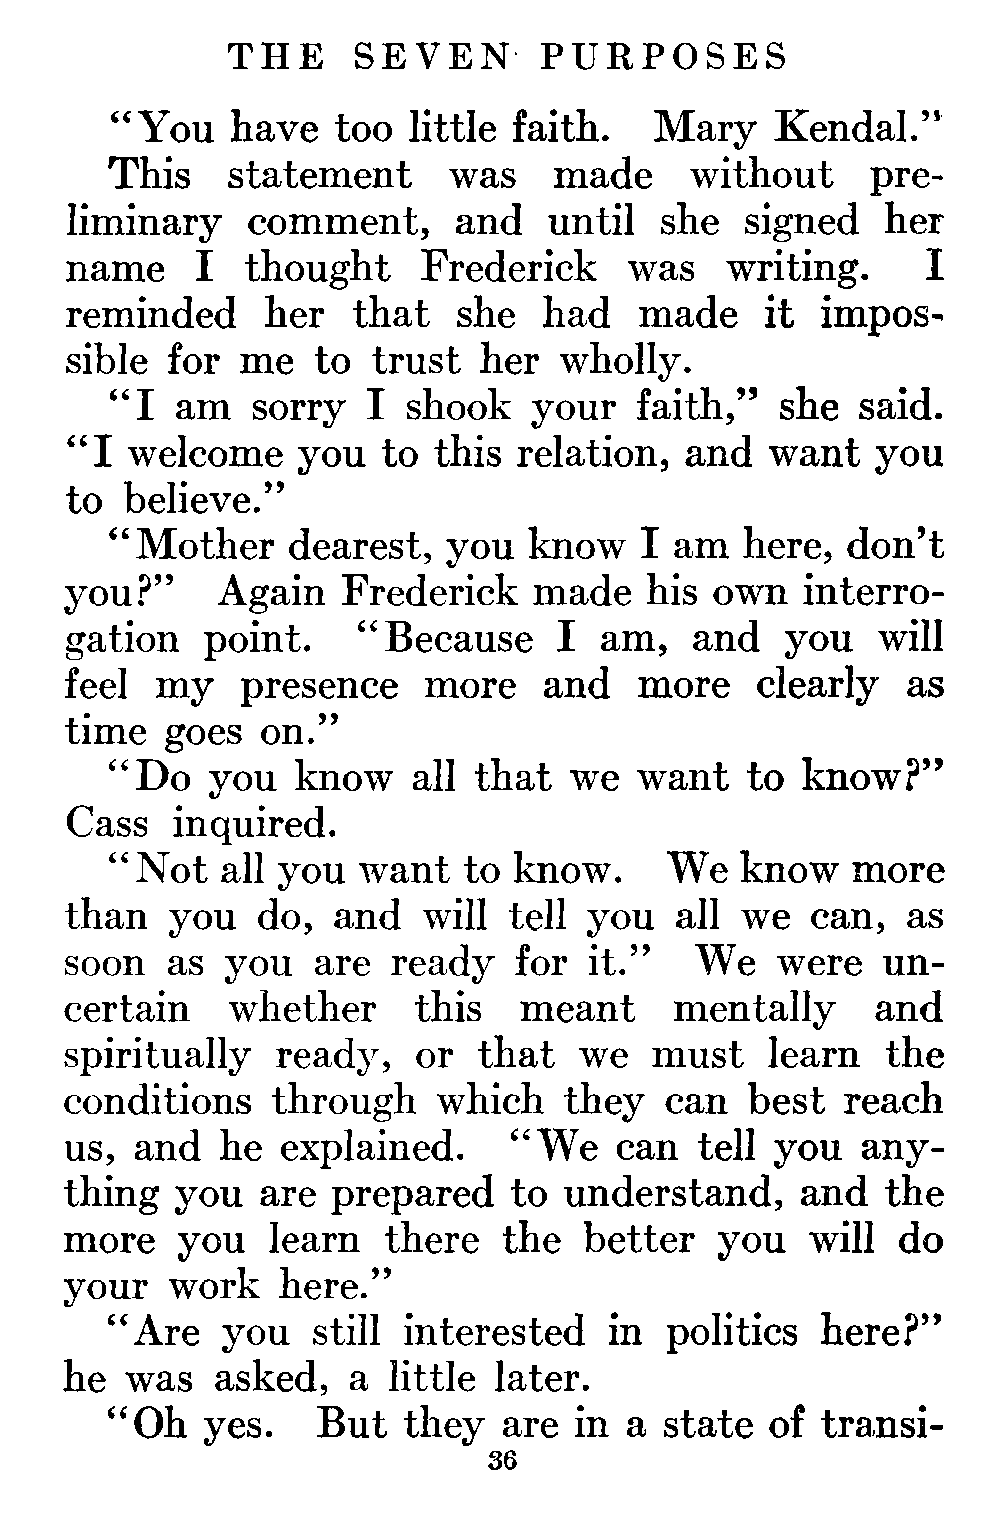 THE SEVEN PURPOSES
“You have too little faith. Mary Kendal.”
This statement was made without pre-
liminary comment, and until she signed her
name I thought Frederick was writing. I
reminded her that she had made it impos-
sible for me to trust her wholly.
“I am sorry I shook your faith,” she said.
“I welcome you to this relation, and want you
to believe.”
“Mother dearest, you know I am here, don’t
you?” Again Frederick made his own interro-
gation point. “Because I am, and you will
feel my presence more and more clearly as
time goes on.”
“Do you know all that we want to know?”
Cass inquired.
“Not all you want to know. We know more
than you do, and will tell you all we can, as
soon as you are ready for it.” We were un-
certain whether this meant mentally and
spiritually ready, or that we must learn the
conditions through which they can best reach
us, and he explained. “We can tell you any-
thing you are prepared to understand, and the
more you learn there the better you will do
your work here.”
“Are you still interested in politics here?”
he was asked, a little later.
“Oh yes. But they are in a state of transi-
36